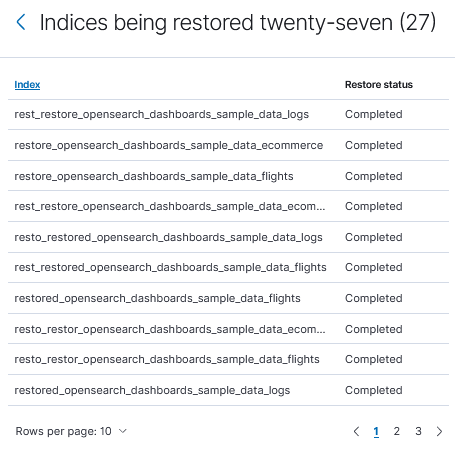 Indices being restored twenty-seven (27)
Index Restore status
rest_restore_opensearch_dashboards_sample_data_logs Completed
restore_opensearch_dashboards_sample_data_ecommerce Completed
restore_opensearch_dashboards_sample_data_flights Completed
rest_restore_opensearch_dashboards_sample_data_ecom... Completed
resto_restored_opensearch_dashboards_sample_data_logs Completed
rest_restored_opensearch_dashboards_sample_data_flights Completed
restored_opensearch_dashboards_sample_data_flights Completed
resto_restor_opensearch_dashboards_sample_data_ecom... Completed
resto_restor_opensearch_dashboards_sample_data_flights Completed
restored_opensearch_dashboards_sample_data_logs Completed
Rows per page: 10 1 2 3